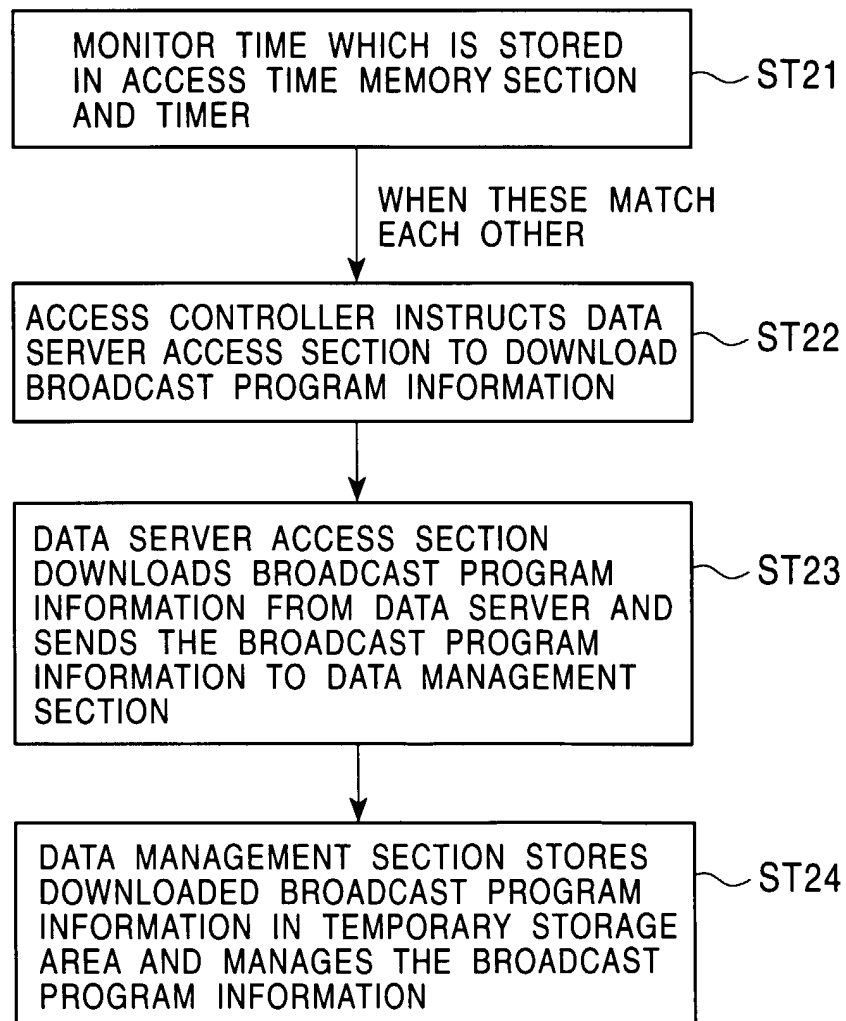 MONITOR TIME WHICH IS STORED
IN ACCESS TIME MEMORY SECTION
AND TIMER
ST21
WHEN THESE MATCH
EACH OTHER
ACCESS CONTROLLER INSTRUCTS DATA
SERVER ACCESS SECTION TO DOWNLOAD
BROADCAST PROGRAM INFORMATION
ST22
DATA SERVER ACCESS SECTION
DOWNLOADS BROADCAST PROGRAM
INFORMATION FROM DATA SERVER AND
SENDS THE BROADCAST PROGRAM
INFORMATION TO DATA MANAGEMENT
SECTION
ST23
DATA MANAGEMENT SECTION STORES
DOWNLOADED BROADCAST PROGRAM
INFORMATION IN TEMPORARY STORAGE
AREA AND MANAGES THE BROADCAST
PROGRAM INFORMATION
ST24